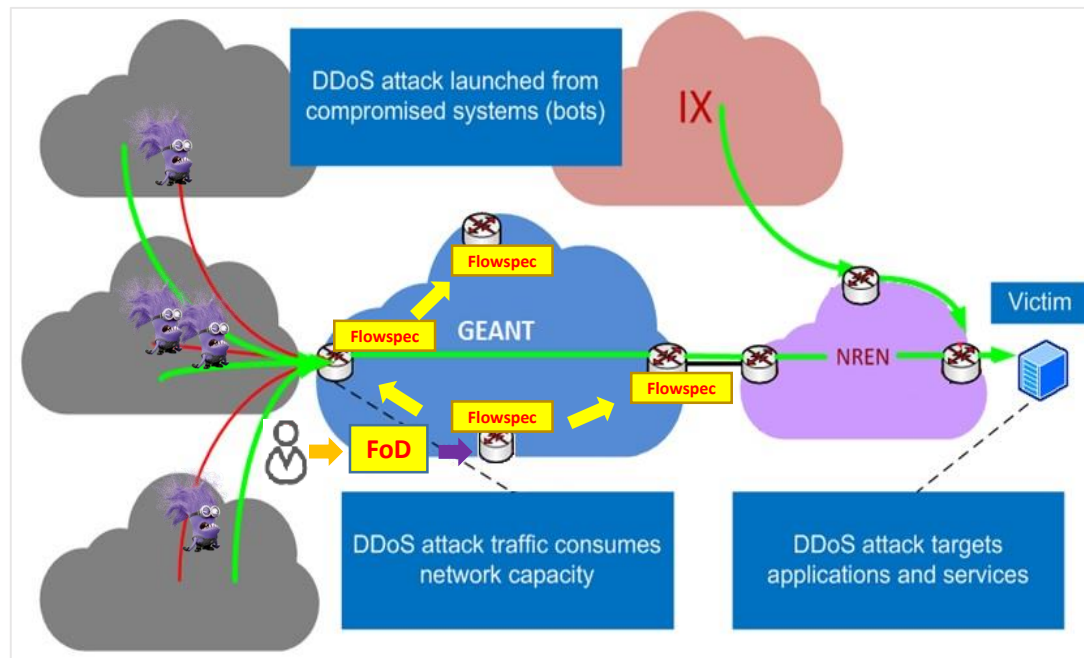 DDoS attack launched from
compromised systems (bots)
IX
Flowspec
Flowspec
GEANT
Victim
NREN
Flowspec
Flowspec
FoD
DDoS attack traffic consumes
network capacity
DDoS attack targets
applications and services